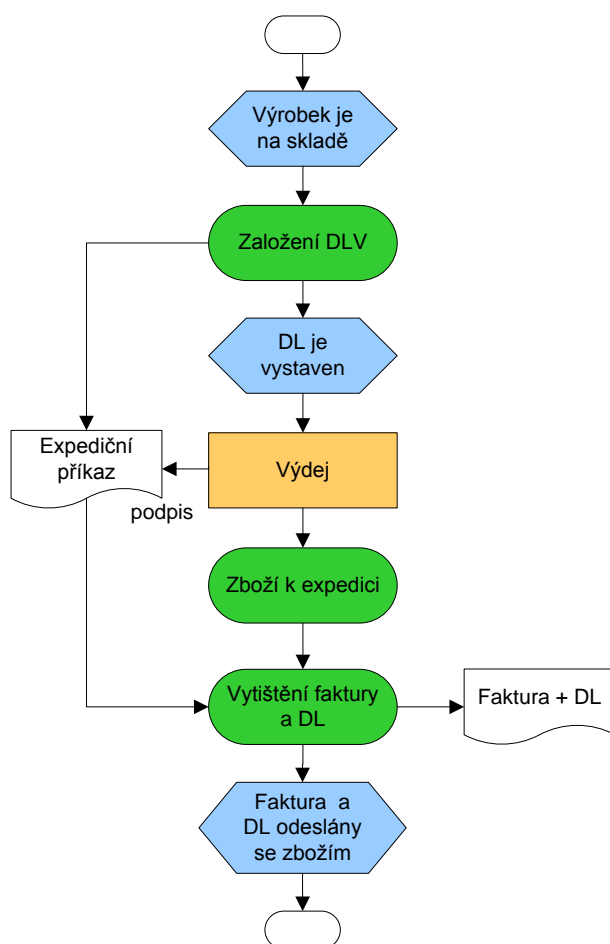 Výrobek je
na skladě
Založení DLV
DL je
vystaven
Expediční
příkaz
Výdej
podpis
Zboží k expedici
Vytištění faktury
a DL
Faktura + DL
Faktura  a
DL odeslány
se zbožím